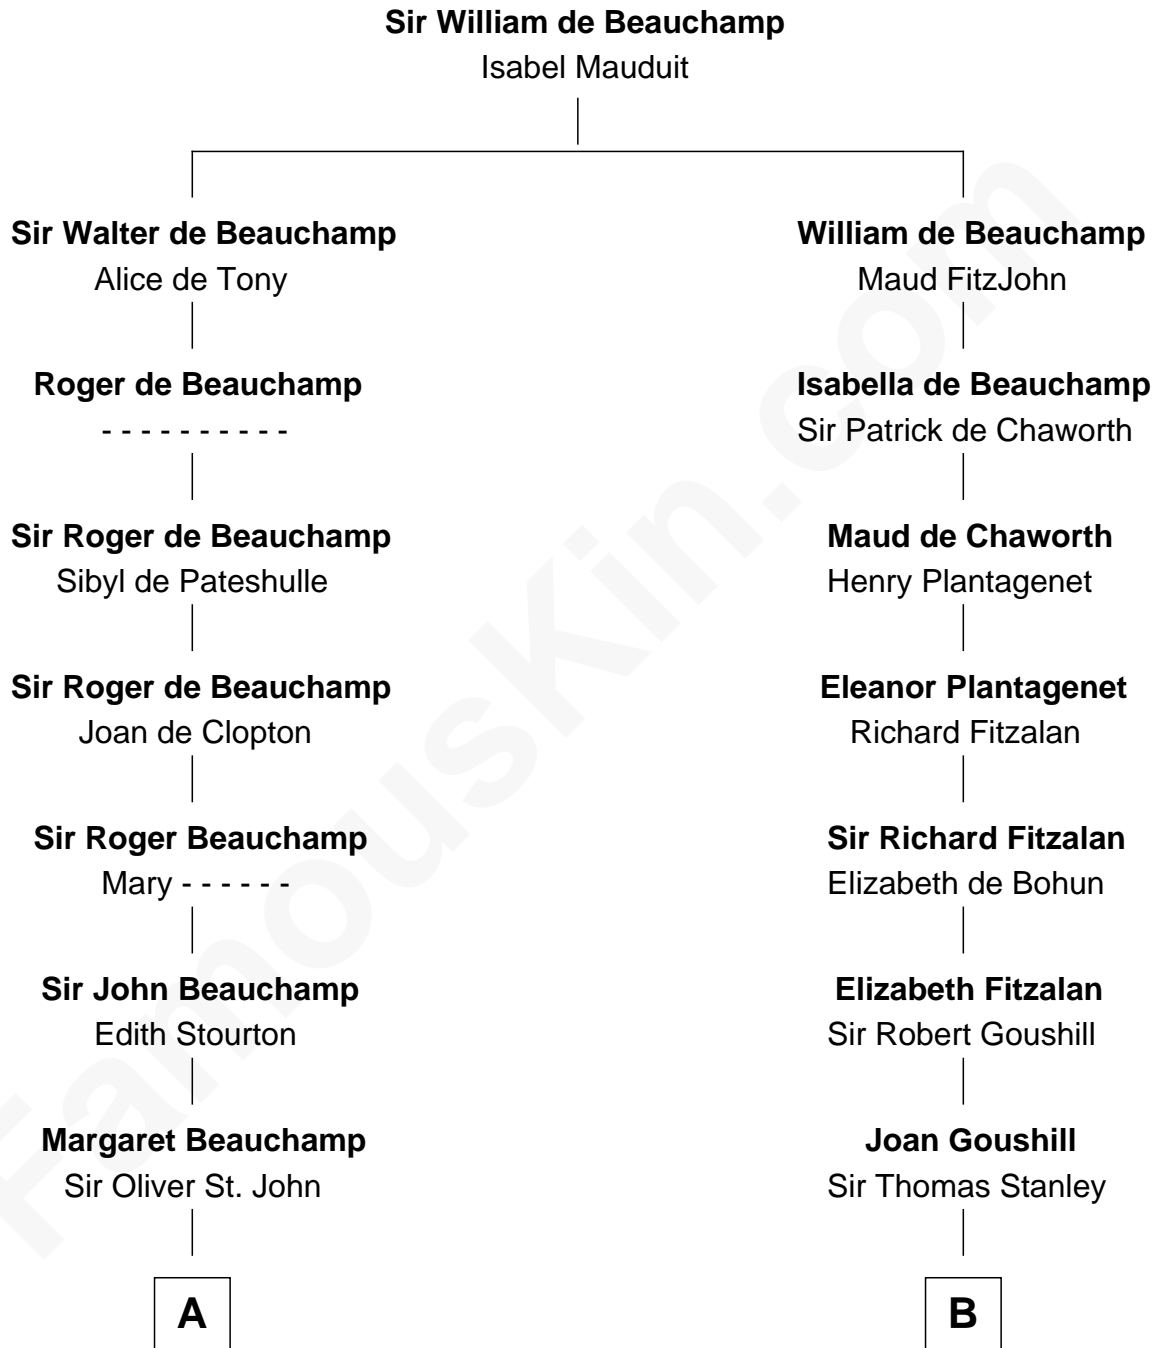 Sir William de Beauchamp
Isabel Mauduit
Sir Walter de Beauchamp
Alice de Tony
Roger de Beauchamp
- - - - - - - - - -
Sir Roger de Beauchamp
Sibyl de Pateshulle
Sir Roger de Beauchamp
Joan de Clopton
Sir Roger Beauchamp
Mary - - - - - -
Sir John Beauchamp
Edith Stourton
Margaret Beauchamp
Sir Oliver St. John
A
William de Beauchamp
Maud FitzJohn
Isabella de Beauchamp
Sir Patrick de Chaworth
Maud de Chaworth
Henry Plantagenet
Eleanor Plantagenet
Richard Fitzalan
Sir Richard Fitzalan
Elizabeth de Bohun
Elizabeth Fitzalan
Sir Robert Goushill
Joan Goushill
Sir Thomas Stanley
B
FamousKin.com